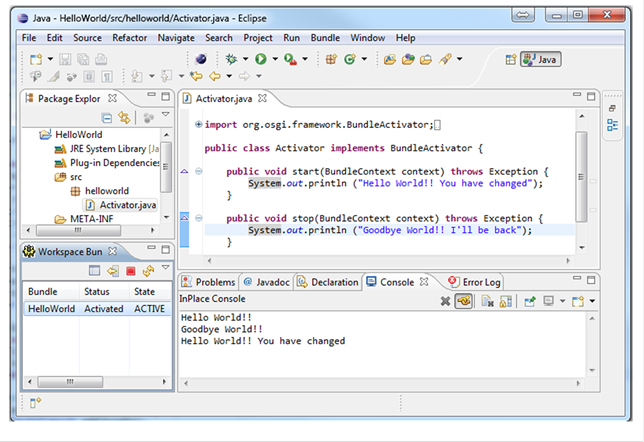 Java - HelloWorld/src/helloworld/Activator.java - Eclipse
File Edit Source Refactor Navigate Search Project Run Bundle Window Help
Java
Package Explor
HelloWorld
JRE System Library [Ja
Plug-in Dependencies
src
helloworld
Activator.java
META-INF
Activator.java
import org.osgi.framework.BundleActivator;
public class Activator implements BundleActivator {
public void start(BundleContext context) throws Exception {
System.out.println ("Hello World!! You have changed");
}
public void stop(BundleContext context) throws Exception {
System.out.println ("Goodbye World!! I'll be back");
}
Workspace Bun
Bundle Status State
HelloWorld Activated ACTIVE
Problems @ Javadoc Declaration Console Error Log
InPlace Console
Hello World!!
Goodbye World!!
Hello World!! You have changed